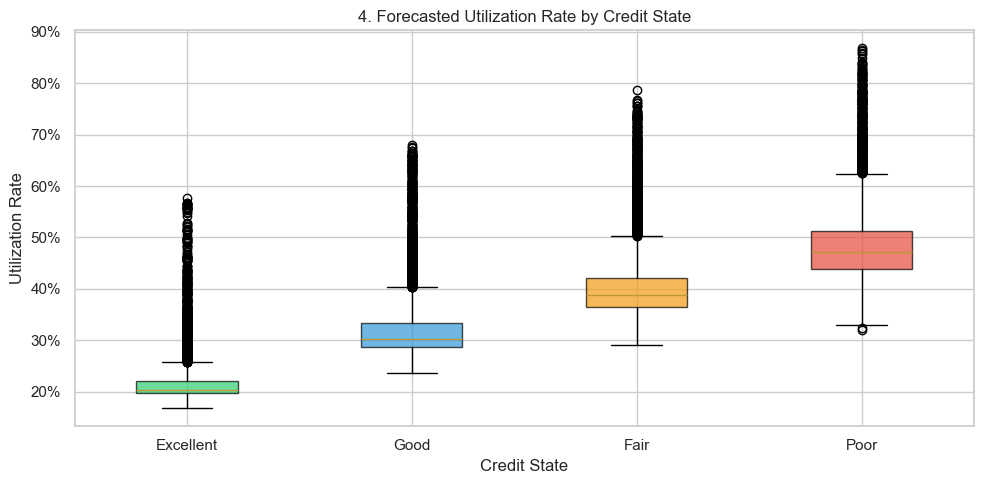 4. Forecasted Utilization Rate by Credit State
90%
80%
70%
60%
50%
40%
30%
20%
Utilization Rate
Excellent
Good
Fair
Poor
Credit State